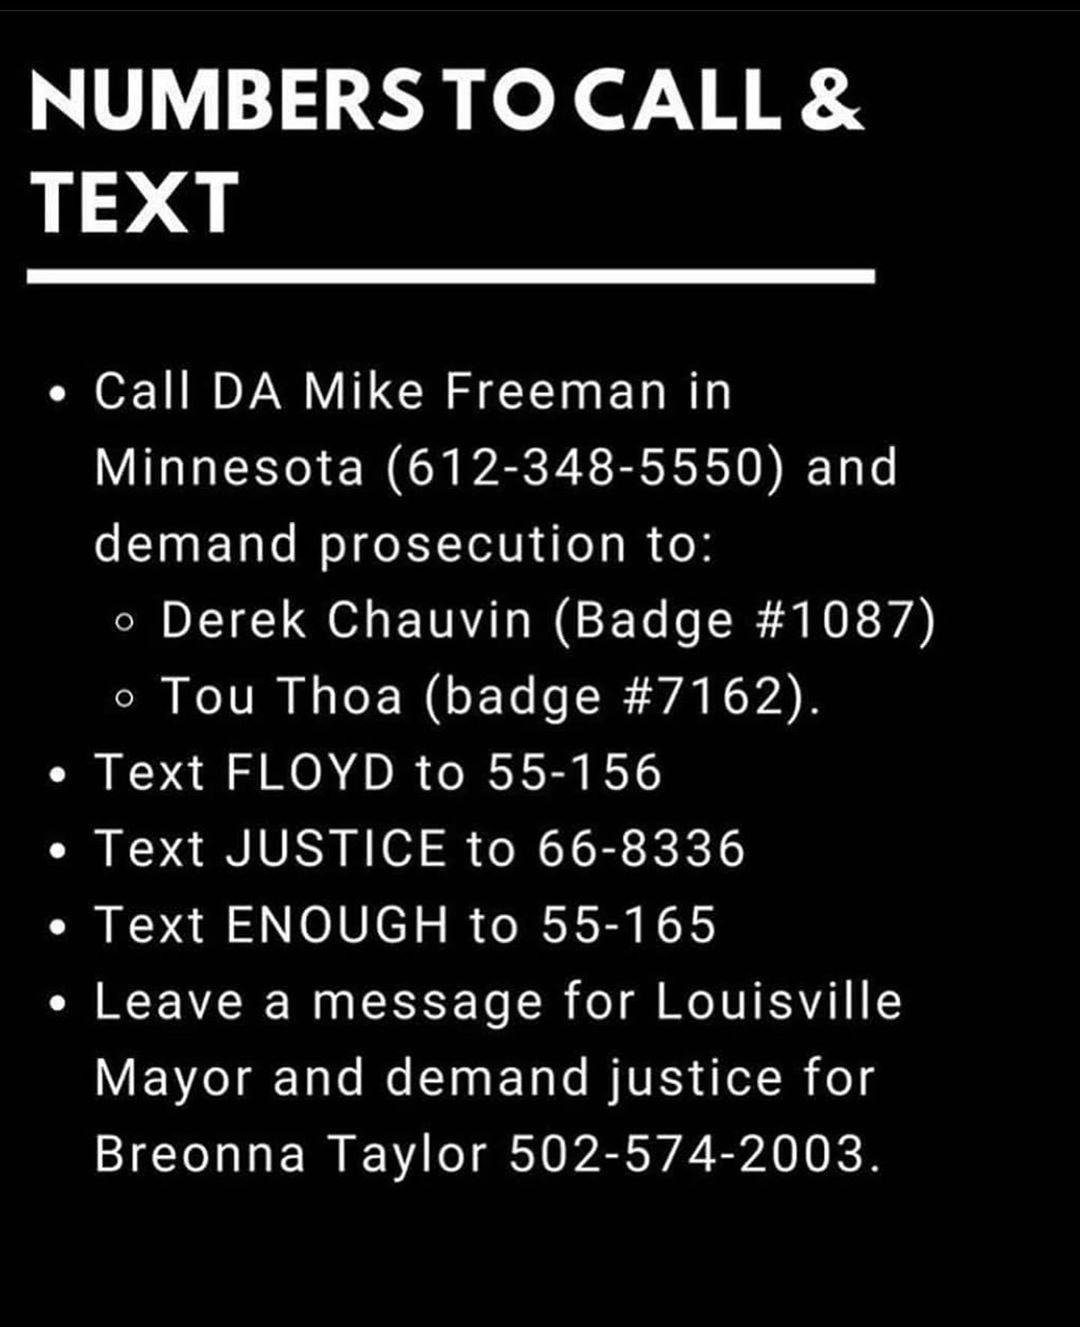 NUMBERS TO CALL &
TEXT
• Call DA Mike Freeman in
Minnesota (612-348-5550) and
demand prosecution to:
◦ Derek Chauvin (Badge #1087)
◦ Tou Thoa (badge #7162).
• Text FLOYD to 55-156
• Text JUSTICE to 66-8336
• Text ENOUGH to 55-165
• Leave a message for Louisville
Mayor and demand justice for
Breonna Taylor 502-574-2003.